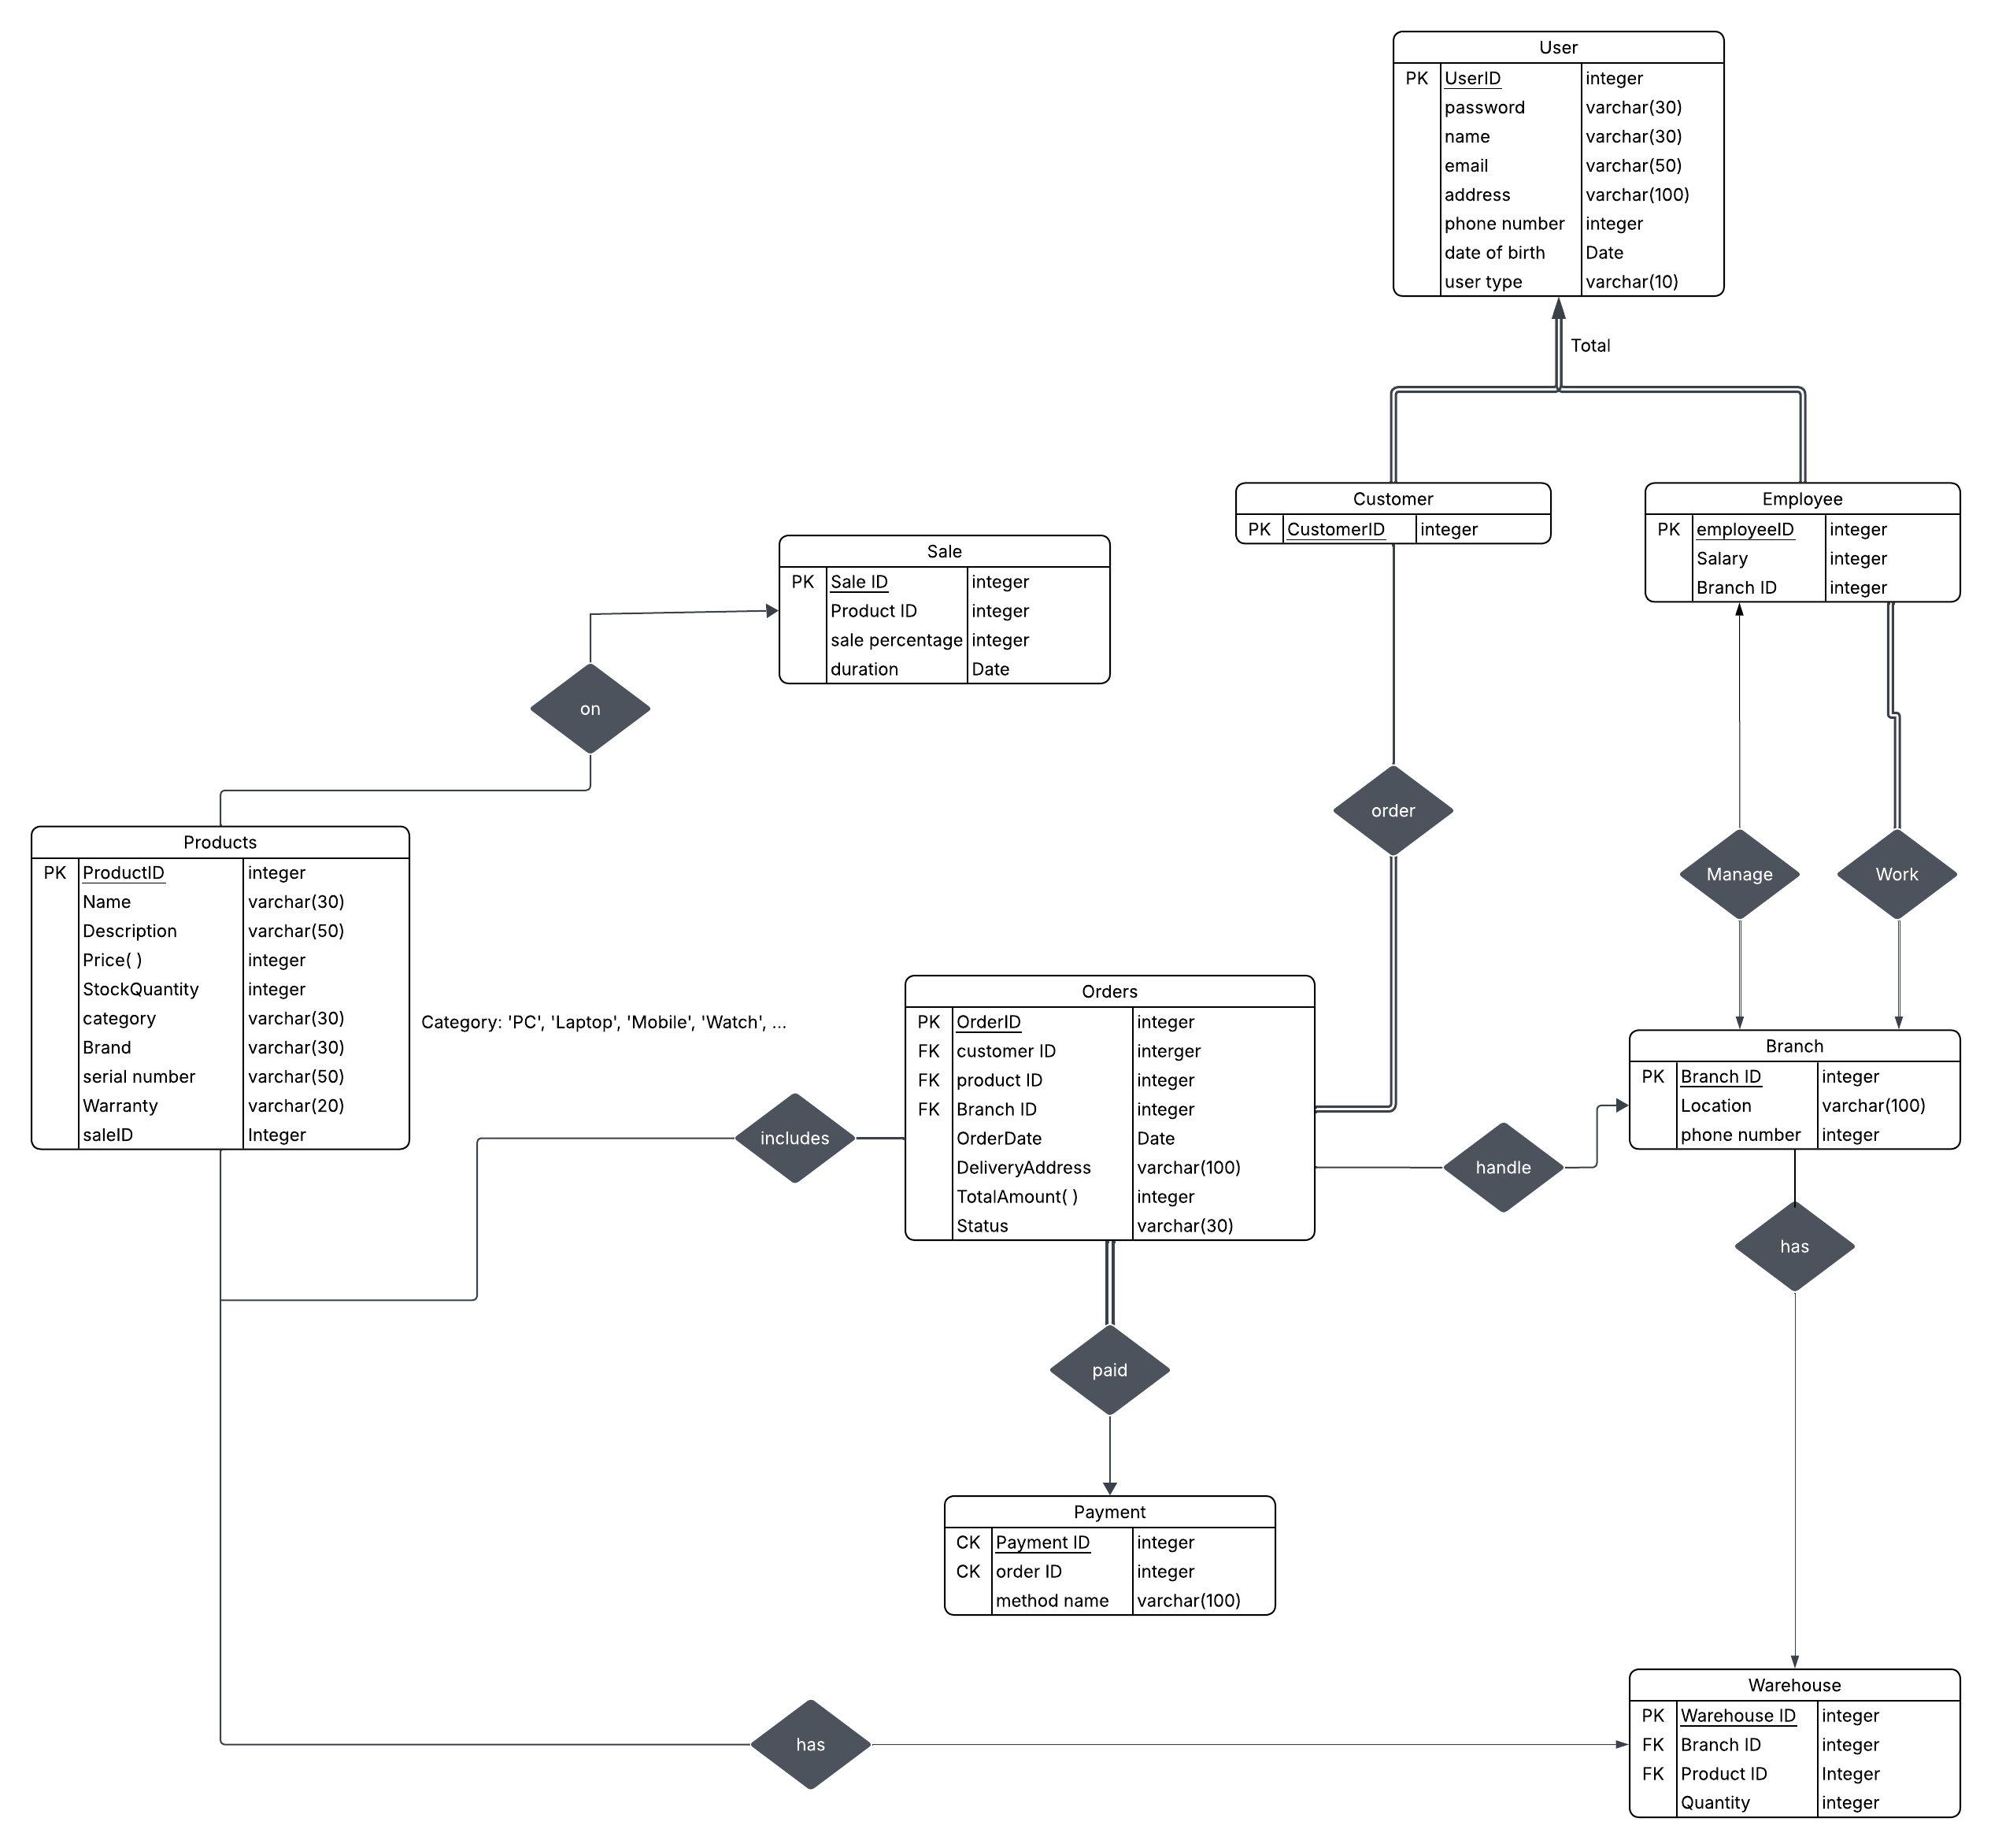 User
PK UserID integer
password varchar(30)
name varchar(30)
email varchar(50)
address varchar(100)
phone number integer
date of birth Date
user type varchar(10)
Total
Customer
PK CustomerID integer
Employee
PK employeeID integer
Salary integer
Branch ID integer
Sale
PK Sale ID integer
Product ID integer
sale percentage integer
duration Date
on
order
Products
PK ProductID integer
Name varchar(30)
Description varchar(50)
Price( ) integer
StockQuantity integer
category varchar(30)
Brand varchar(30)
serial number varchar(50)
Warranty varchar(20)
saleID Integer
Category: 'PC', 'Laptop', 'Mobile', 'Watch', ...
Manage
Work
Orders
PK OrderID integer
FK customer ID interger
FK product ID integer
FK Branch ID integer
OrderDate Date
DeliveryAddress varchar(100)
TotalAmount( ) integer
Status varchar(30)
includes
handle
Branch
PK Branch ID integer
Location varchar(100)
phone number integer
has
paid
Payment
CK Payment ID integer
CK order ID integer
method name varchar(100)
has
Warehouse
PK Warehouse ID integer
FK Branch ID integer
FK Product ID Integer
Quantity integer